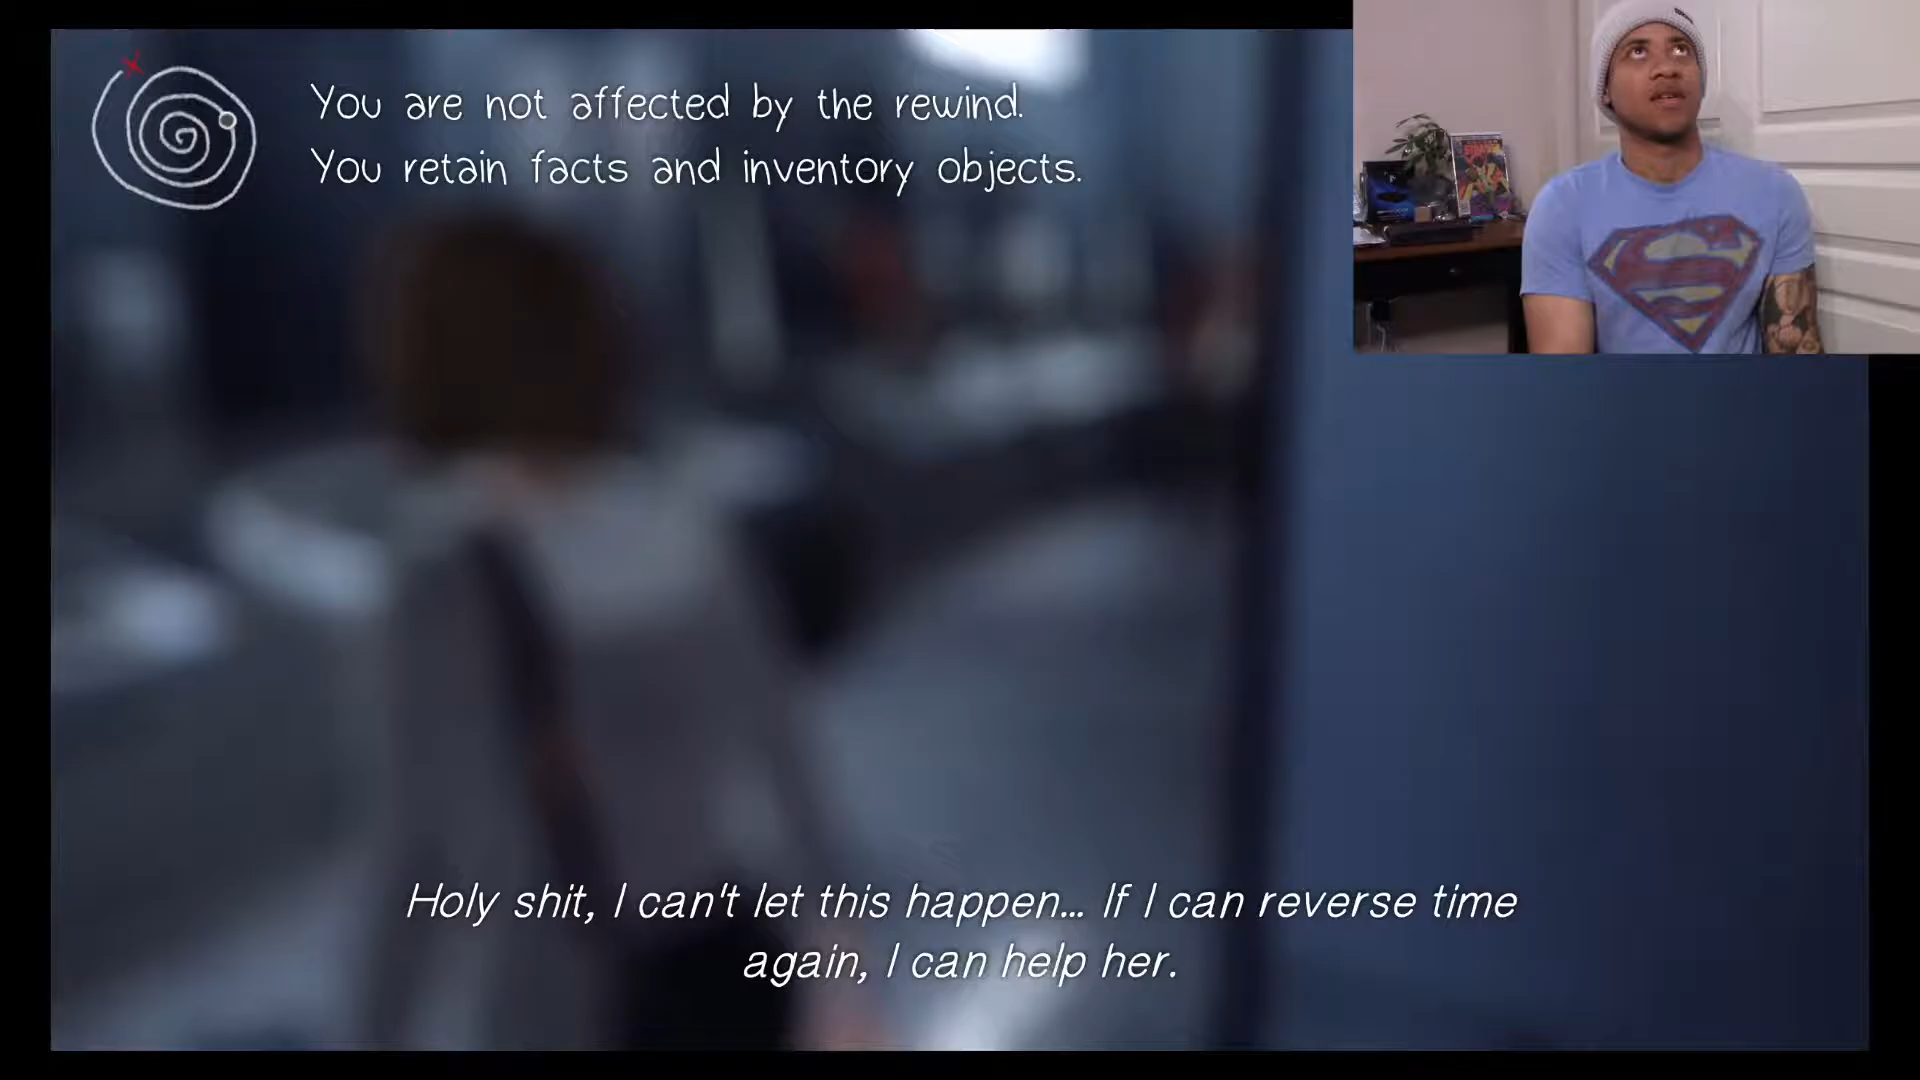 You are not affected by the rewind.
You retain facts and inventory objects.
Holy shit, I can't let this happen... If I can reverse time
again, I can help her.